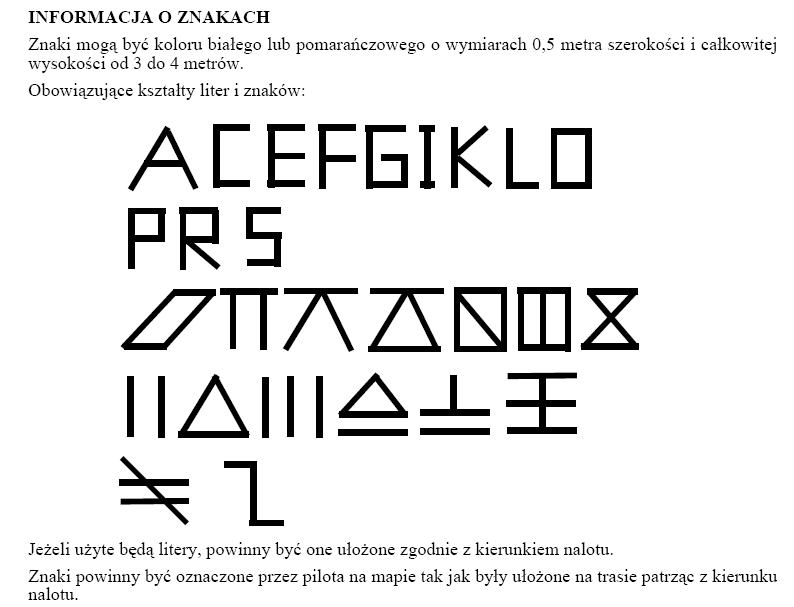 INFORMACJA O ZNAKACH
Znaki mogą być koloru białego lub pomarańczowego o wymiarach 0,5 metra szerokości i całkowitej
wysokości od 3 do 4 metrów.
Obowiązujące kształty liter i znaków:
A C E F G I K L O
P R S
Jeżeli użyte będą litery, powinny być one ułożone zgodnie z kierunkiem nalotu.
Znaki powinny być oznaczone przez pilota na mapie tak jak były ułożone na trasie patrząc z kierunku
nalotu.